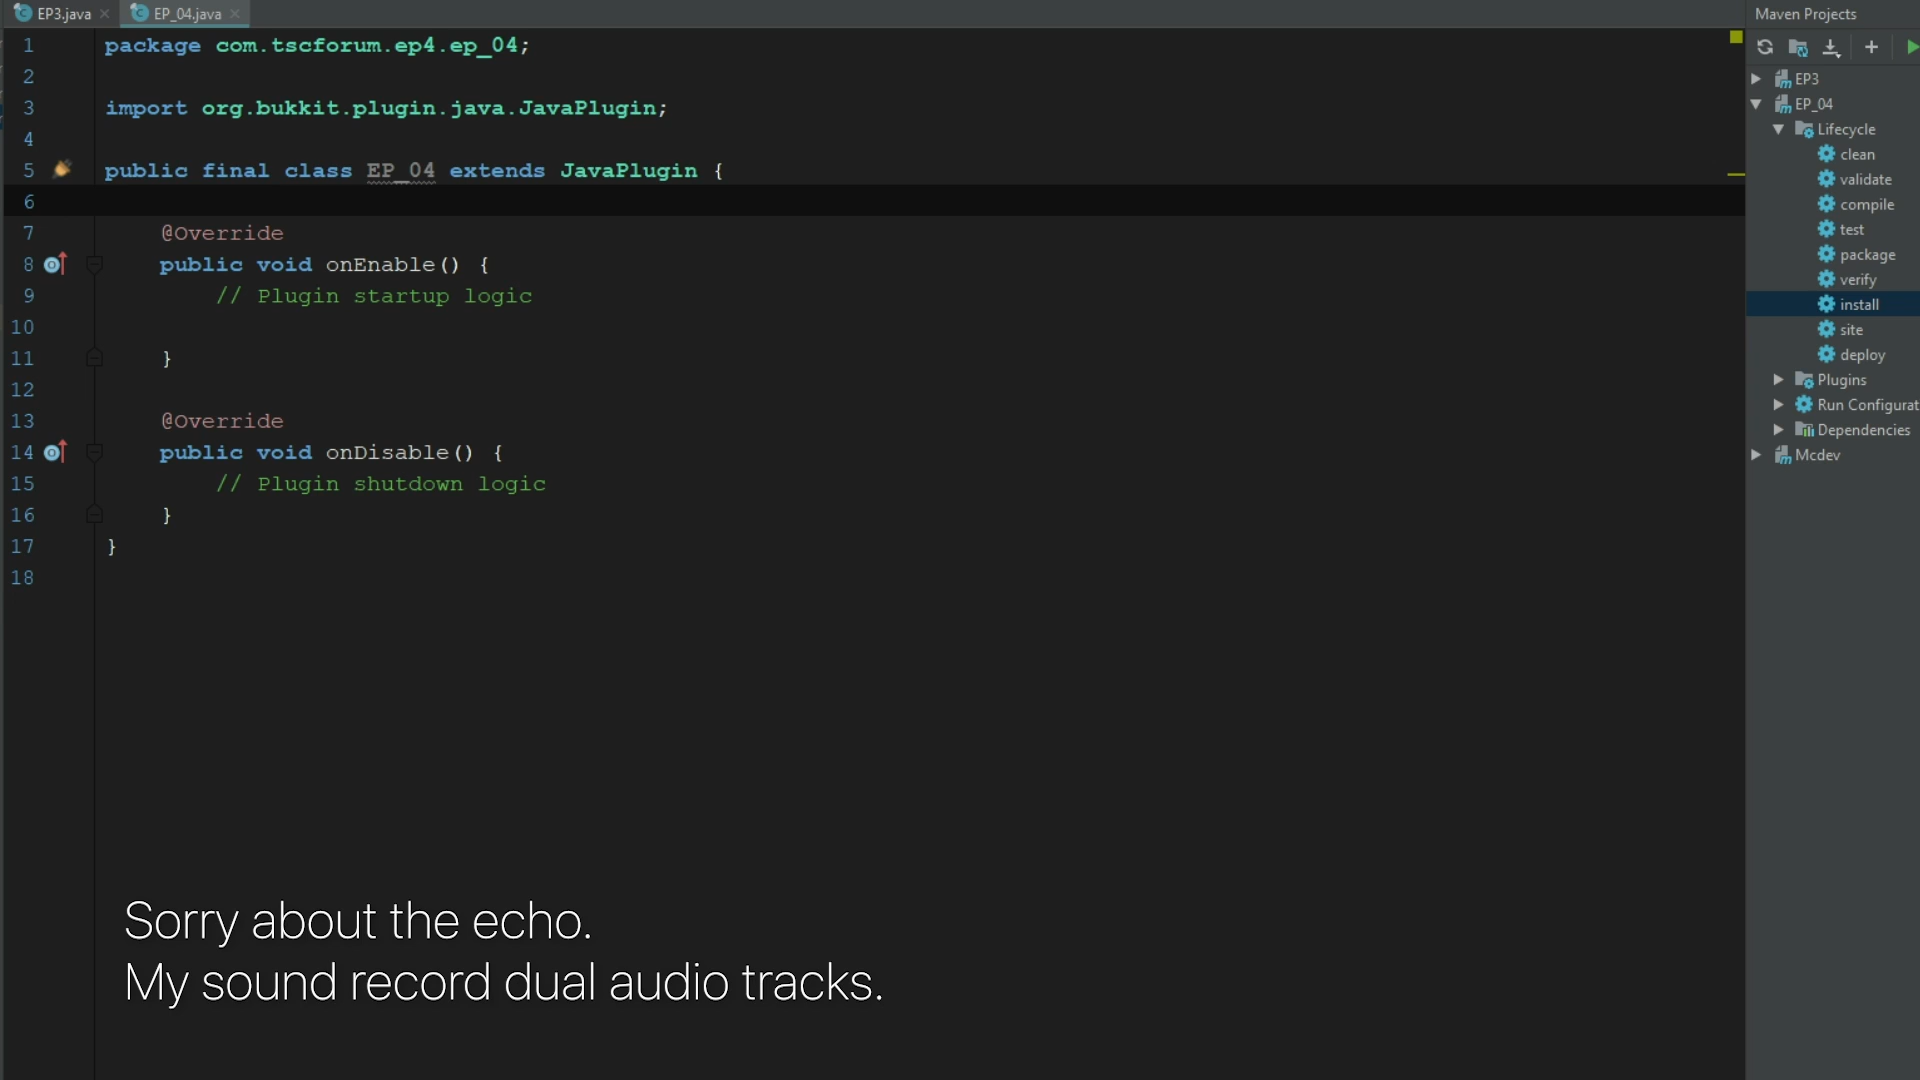 EP3.java
EP_04.java
Maven Projects
1 package com.tscforum.ep4.ep_04;
2
3 import org.bukkit.plugin.java.JavaPlugin;
4
5 public final class EP_04 extends JavaPlugin {
6
7 @Override
8 public void onEnable() {
9 // Plugin startup logic
10
11 }
12
13 @Override
14 public void onDisable() {
15 // Plugin shutdown logic
16 }
17 }
18
EP3
EP_04
Lifecycle
clean
validate
compile
test
package
verify
install
site
deploy
Plugins
Run Configurat
Dependencies
Mcdev
Sorry about the echo.
My sound record dual audio tracks.